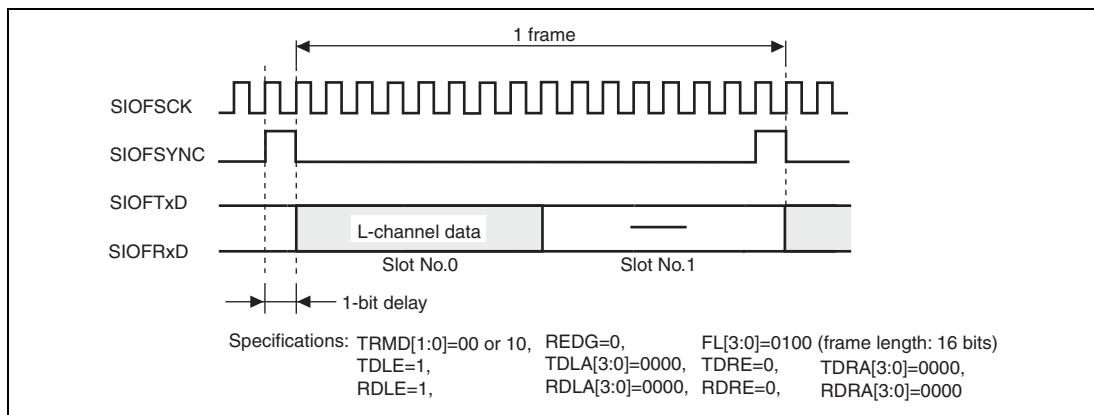 1 frame
SIOFSCK
SIOFSYNC
SIOFTxD
L-channel data
SIOFRxD
Slot No.0 Slot No.1
1-bit delay
Specifications: TRMD[1:0]=00 or 10, REDG=0, FL[3:0]=0100 (frame length: 16 bits)
TDLE=1, TDLA[3:0]=0000, TDRE=0, TDRA[3:0]=0000,
RDLE=1, RDLA[3:0]=0000, RDRE=0, RDRA[3:0]=0000